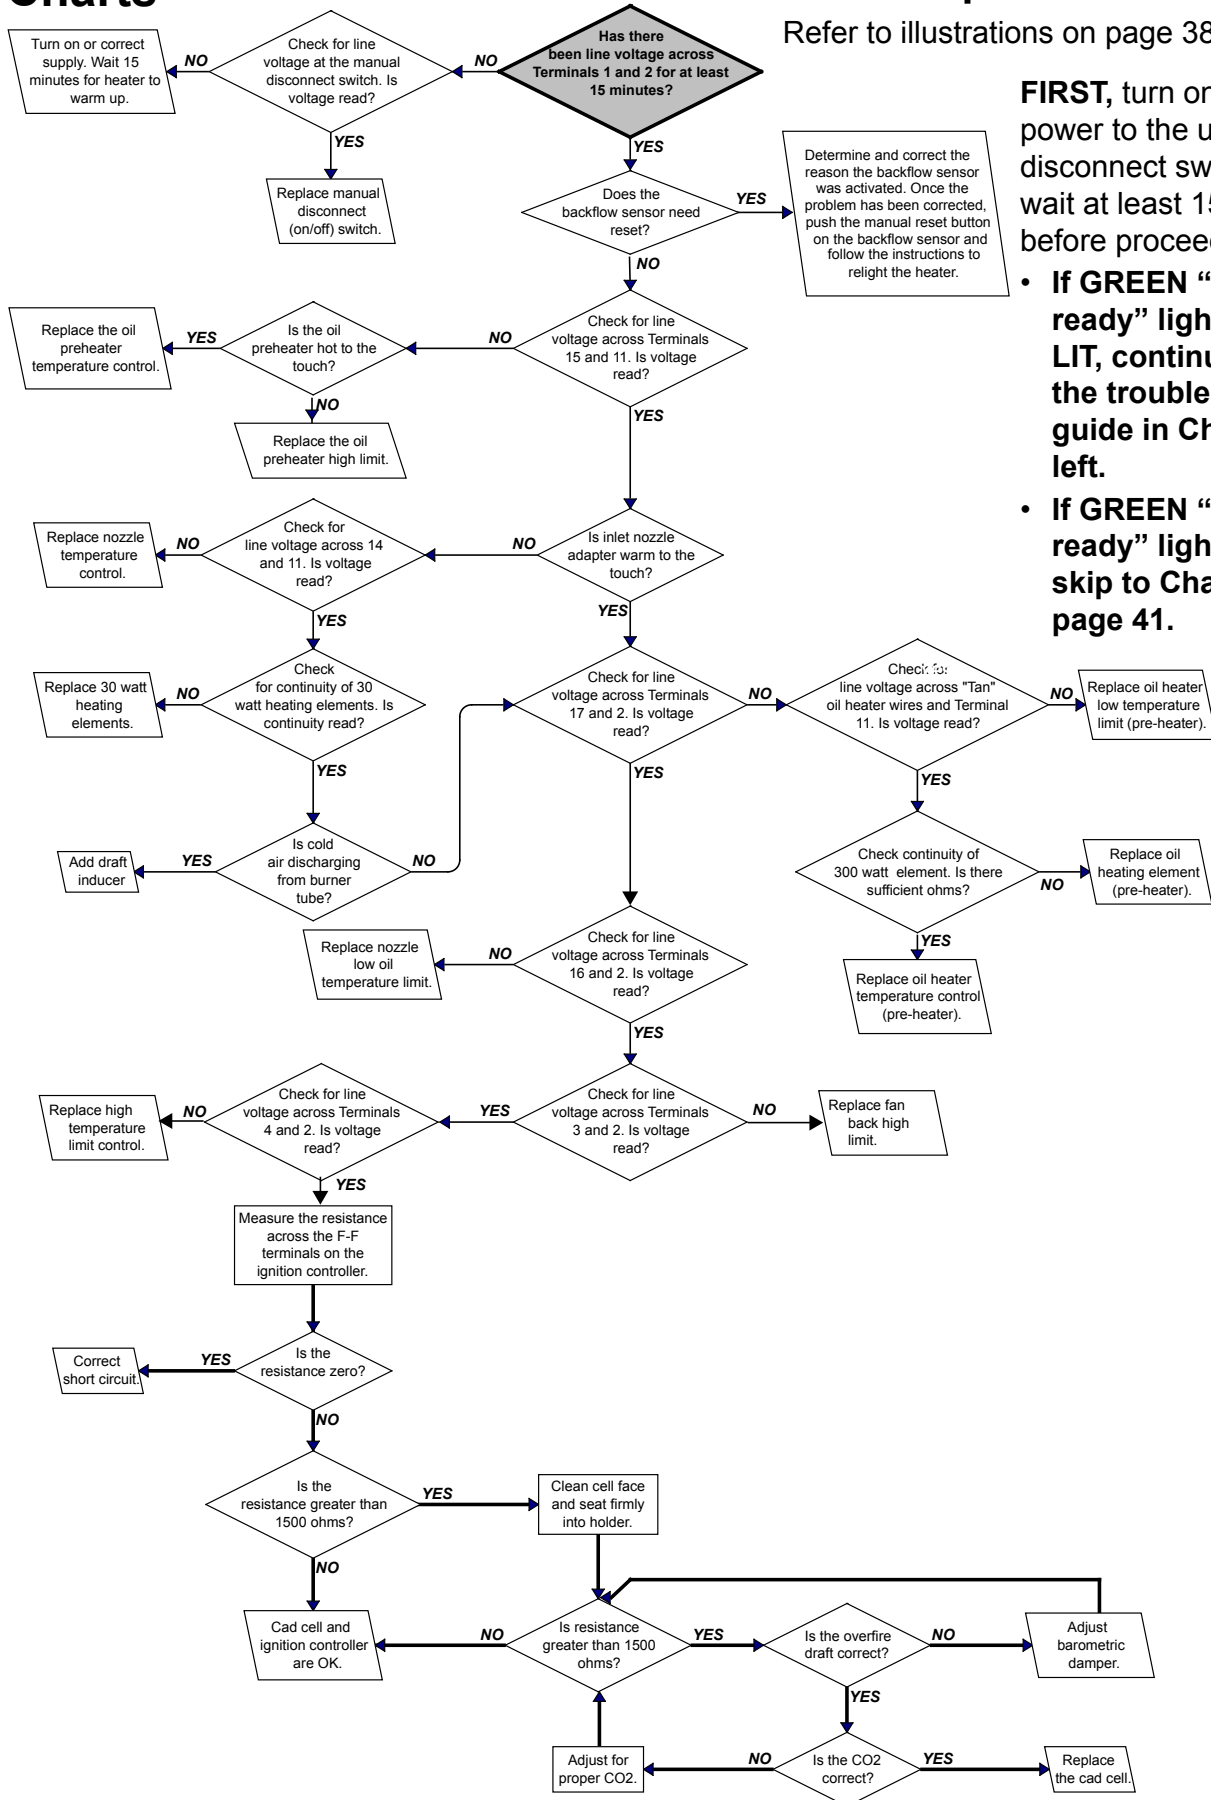 Charts
Refer to illustrations on page 38
FIRST, turn on
power to the u
disconnect sw
wait at least 15
before proceed
• If GREEN “
ready” ligh
LIT, continu
the trouble
guide in Ch
left.
• If GREEN “
ready” ligh
skip to Cha
page 41.
Has there
been line voltage across
Terminals 1 and 2 for at least
15 minutes?
NO
Check for line
voltage at the manual
disconnect switch. Is
voltage read?
NO
Turn on or correct
supply. Wait 15
minutes for heater to
warm up.
YES
Replace manual
disconnect
(on/off) switch.
YES
Does the
backflow sensor need
reset?
YES
Determine and correct the
reason the backflow sensor
was activated. Once the
problem has been corrected,
push the manual reset button
on the backflow sensor and
follow the instructions to
relight the heater.
NO
Check for line
voltage across Terminals
15 and 11. Is voltage
read?
NO
Is the oil
preheater hot to the
touch?
YES
Replace the oil
preheater
temperature control.
NO
Replace the oil
preheater high limit.
YES
Is inlet nozzle
adapter warm to the
touch?
NO
Check for
line voltage across 14
and 11. Is voltage
read?
NO
Replace nozzle
temperature
control.
YES
Check
for continuity of 30
watt heating elements. Is
continuity read?
NO
Replace 30 watt
heating
elements.
YES
Is cold
air discharging
from burner
tube?
YES
Add draft
inducer
NO
YES
Check for line
voltage across Terminals
17 and 2. Is voltage
read?
NO
Check for
line voltage across "Tan"
oil heater wires and Terminal
11. Is voltage read?
NO
Replace oil heater
low temperature
limit (pre-heater).
YES
Check continuity of
300 watt element. Is there
sufficient ohms?
NO
Replace oil
heating element
(pre-heater).
YES
Replace oil heater
temperature control
(pre-heater).
YES
Check for line
voltage across Terminals
16 and 2. Is voltage
read?
NO
Replace nozzle
low oil
temperature limit.
YES
Check for line
voltage across Terminals
3 and 2. Is voltage
read?
NO
Replace fan
back high
limit.
YES
Check for line
voltage across Terminals
4 and 2. Is voltage
read?
NO
Replace high
temperature
limit control.
YES
Measure the resistance
across the F-F
terminals on the
ignition controller.
Is the
resistance zero?
YES
Correct
short circuit.
NO
Is the
resistance greater than
1500 ohms?
YES
Clean cell face
and seat firmly
into holder.
NO
Cad cell and
ignition controller
are OK.
Is resistance
greater than 1500
ohms?
NO
YES
Is the overfire
draft correct?
NO
Adjust
barometric
damper.
YES
Is the CO2
correct?
NO
Adjust for
proper CO2.
YES
Replace
the cad cell.